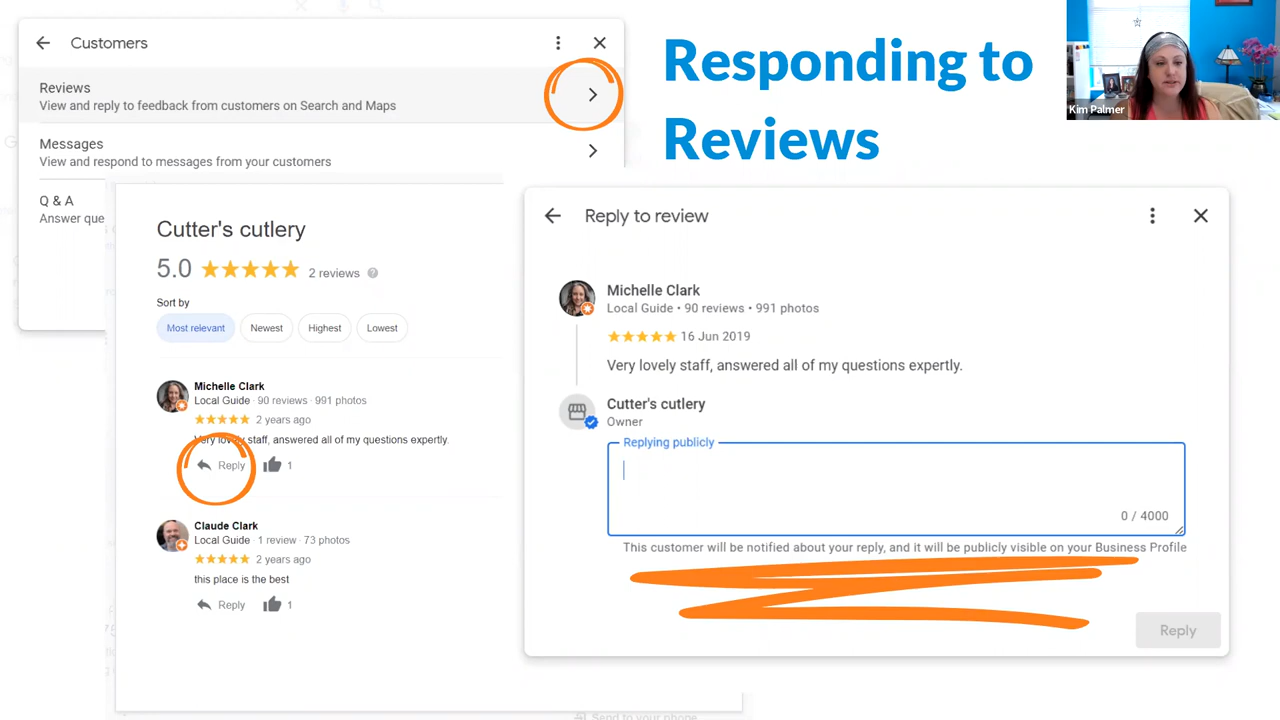 Customers
Reviews
View and reply to feedback from customers on Search and Maps
Messages
View and respond to messages from your customers
Q & A
Answer que
Responding to
Reviews
Kim Palmer
Cutter's cutlery
5.0 2 reviews
Sort by
Most relevant Newest Highest Lowest
Michelle Clark
Local Guide · 90 reviews · 991 photos
2 years ago
Very lovely staff, answered all of my questions expertly.
Reply 1
Claude Clark
Local Guide · 1 review · 73 photos
2 years ago
this place is the best
Reply 1
Reply to review
Michelle Clark
Local Guide • 90 reviews • 991 photos
16 Jun 2019
Very lovely staff, answered all of my questions expertly.
Cutter's cutlery
Owner
Replying publicly
0 / 4000
This customer will be notified about your reply, and it will be publicly visible on your Business Profile
Reply
Send to your phone